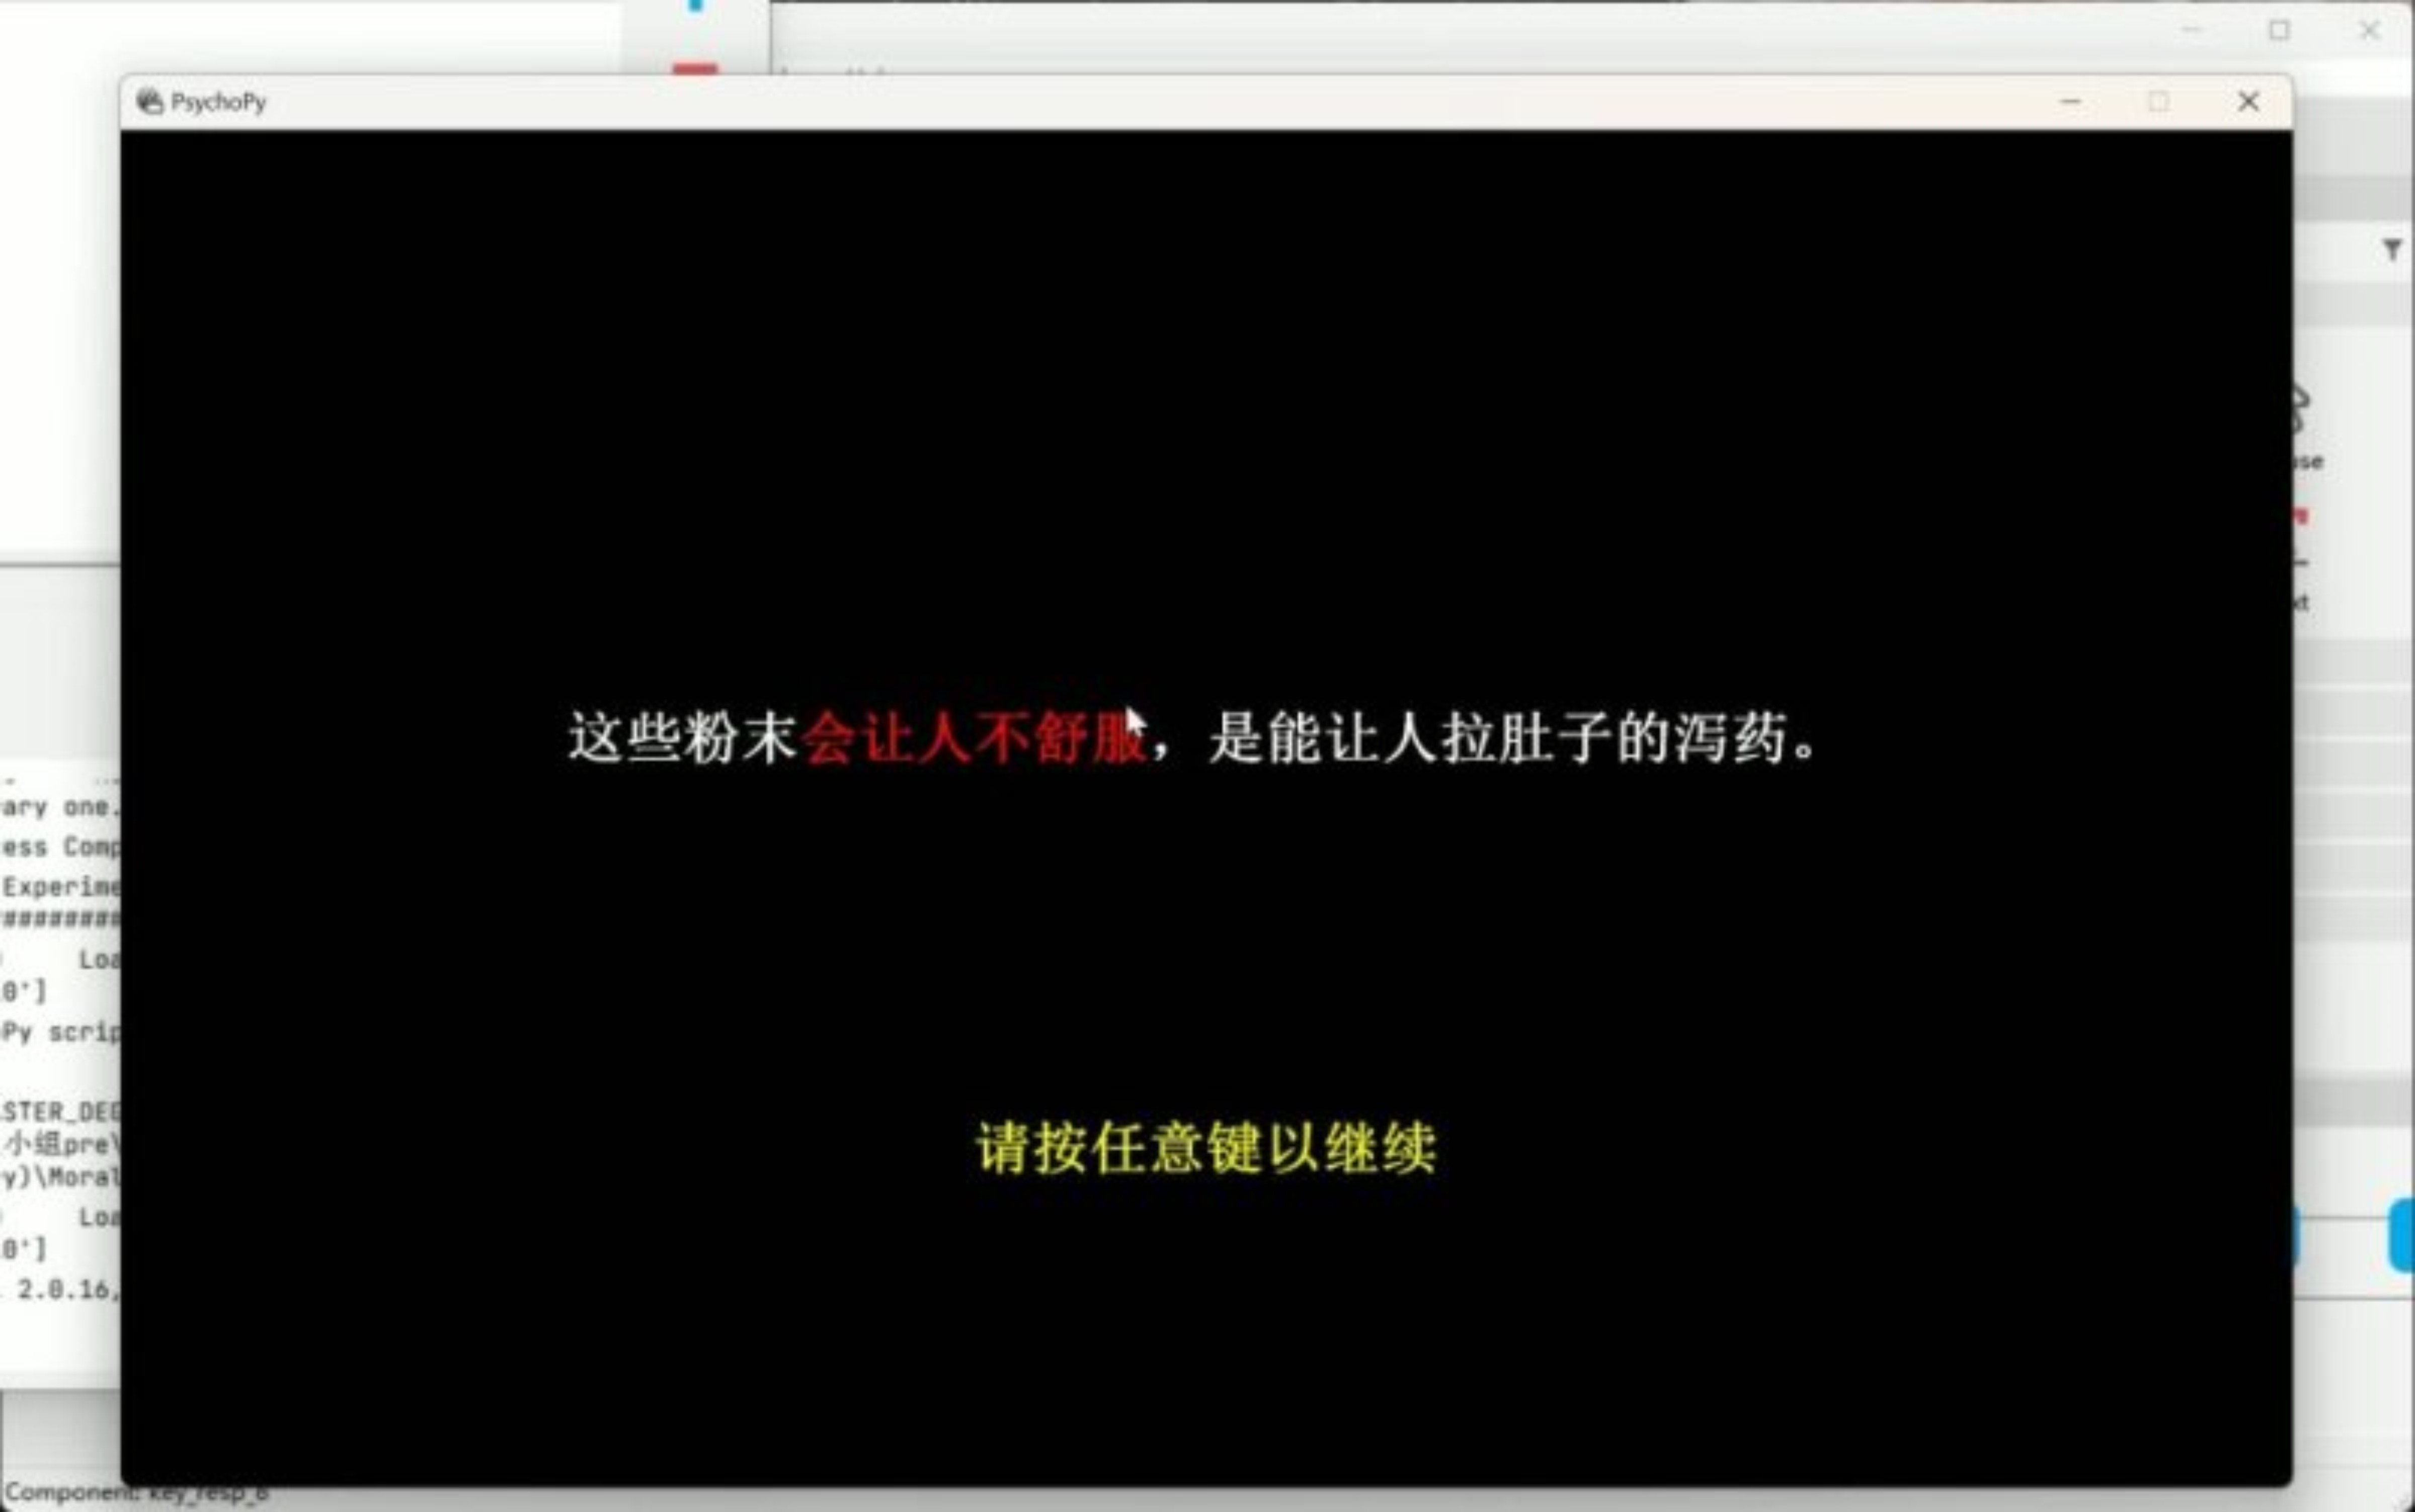 PsychoPy
这些粉末会让人不舒服，是能让人拉肚子的泻药。
请按任意键以继续
ary one.
ess Comp
Experime
########
Loa
0']
Py scrip
STER_DEG
小组pre\
y)\Moral
Loa
0']
2.0.16,
Component: key_resp_6